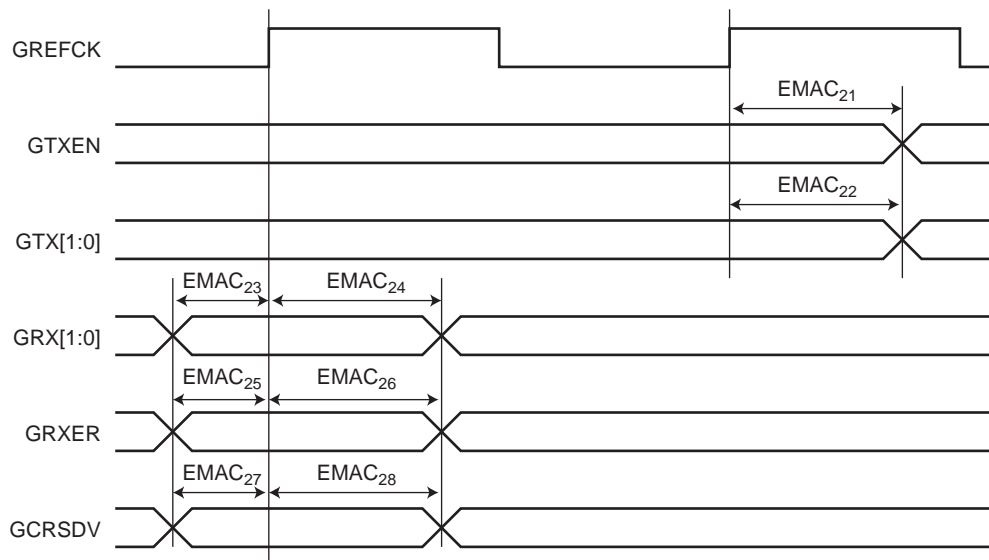 GREFCK
EMAC21
GTXEN
EMAC22
GTX[1:0]
EMAC23 EMAC24
GRX[1:0]
EMAC25 EMAC26
GRXER
EMAC27 EMAC28
GCRSDV